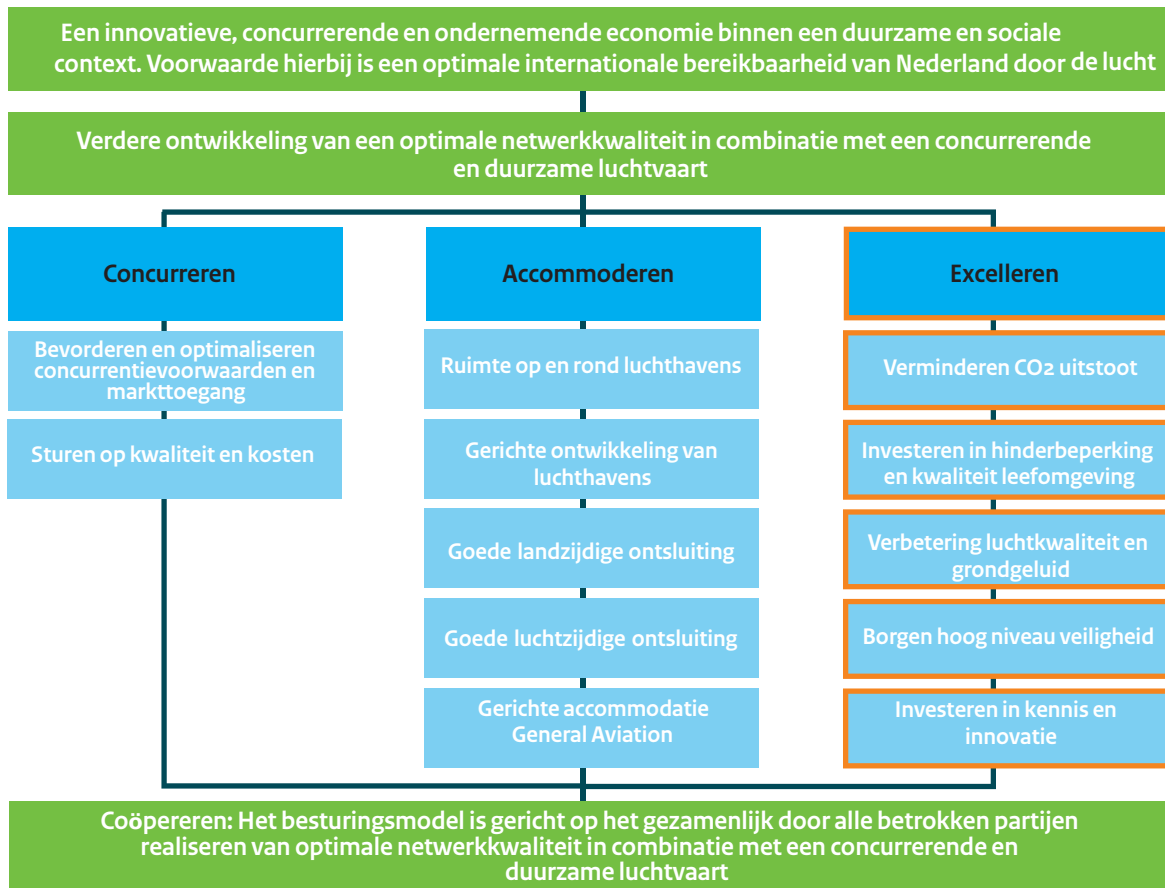 Een innovatieve, concurrerende en ondernemende economie binnen een duurzame en sociale
context. Voorwaarde hierbij is een optimale internationale bereikbaarheid van Nederland door de lucht
Verdere ontwikkeling van een optimale netwerkkwaliteit in combinatie met een concurrerende
en duurzame luchtvaart
Concurreren
Bevorderen en optimaliseren
concurrentievoorwaarden en
markttoegang
Sturen op kwaliteit en kosten
Accommoderen
Ruimte op en rond luchthavens
Gerichte ontwikkeling van
luchthavens
Goede landzijdige ontsluiting
Goede luchtzijdige ontsluiting
Gerichte accommodatie
General Aviation
Excelleren
Verminderen CO2 uitstoot
Investeren in hinderbeperking
en kwaliteit leefomgeving
Verbetering luchtkwaliteit en
grondgeluid
Borgen hoog niveau veiligheid
Investeren in kennis en
innovatie
Coöpereren: Het besturingsmodel is gericht op het gezamenlijk door alle betrokken partijen
realiseren van optimale netwerkkwaliteit in combinatie met een concurrerende en
duurzame luchtvaart